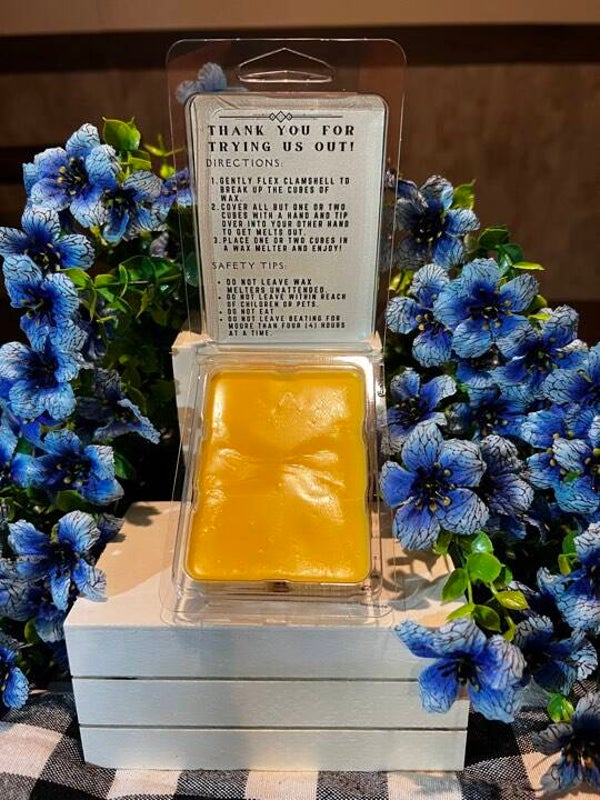 THANK YOU FOR
TRYING US OUT!
DIRECTIONS:
1. GENTLY FLEX CLAMSHELL TO
BREAK UP THE CUBES OF
WAX.
2. COVER ALL BUT ONE OR TWO
CUBES WITH A HAND AND TIP
OVER INTO YOUR OTHER HAND
TO GET MELTS OUT.
3. PLACE ONE OR TWO CUBES IN
A WAX MELTER AND ENJOY!
SAFETY TIPS:
• DO NOT LEAVE WAX
MELTERS UNATTENDED.
• DO NOT LEAVE WITHIN REACH
OF CHILDREN OR PETS.
• DO NOT EAT
• DO NOT LEAVE BEATING FOR
MOURE THAN FOUR (4) HOURS
AT A TIME.